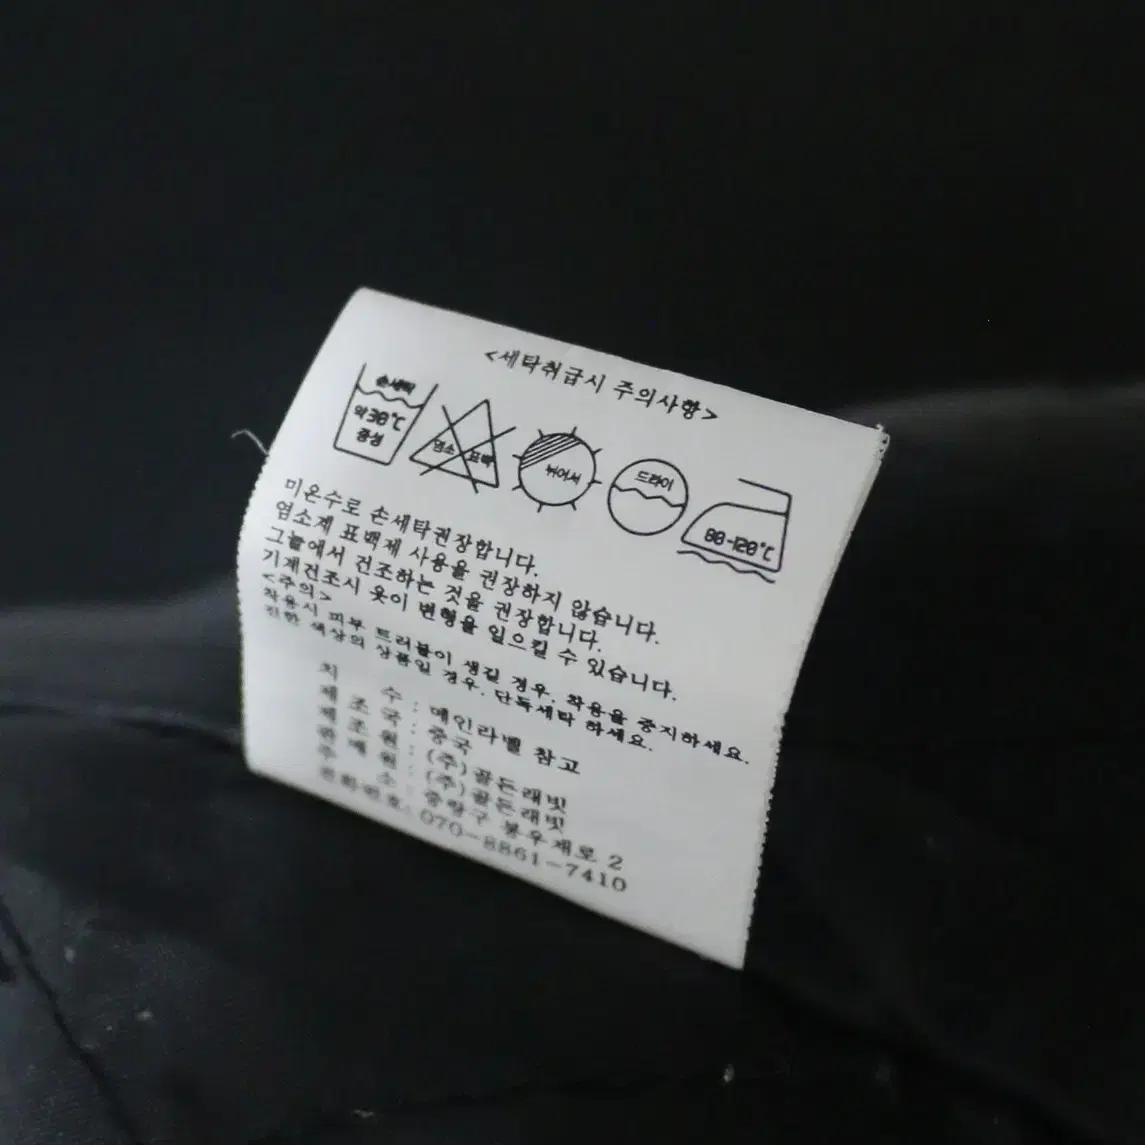 <세탁취급시 주의사항>
손세탁
약30℃
중성
염소
표백
뉘어서
드라이
80-120℃
미온수로 손세탁권장합니다.
염소제 표백제 사용을 권장하지 않습니다.
그늘에서 건조하는 것을 권장합니다.
기계건조시 옷이 변형을 일으킬 수 있습니다.
<주의>
착용시 피부 트러블이 생길 경우, 착용을 중지하세요.
진한 색상의 상품일 경우, 단독세탁 하세요.
치 수 : 메인라벨 참고
제 조 국 : 중국
제 조 원 : (주)골든래빗
판 매 원 : (주)골든래빗
주 소 : 중랑구 봉우재로 2
전화번호: 070-8861-7410